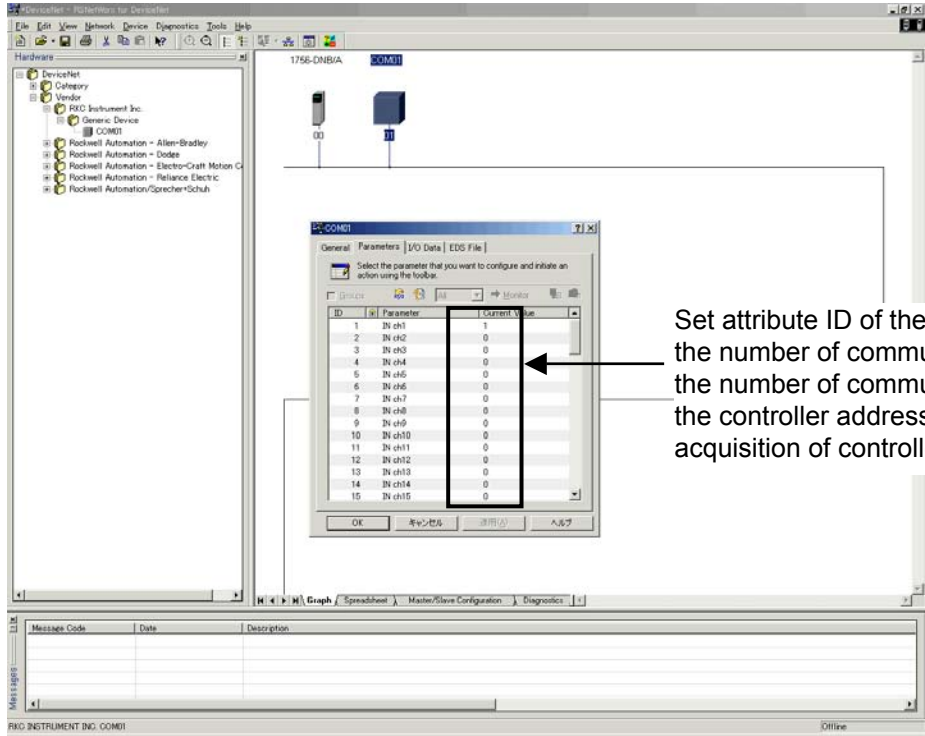 *DeviceNet - RSNetWorx for DeviceNet
File Edit View Network Device Diagnostics Tools Help
Hardware
DeviceNet
Category
Vendor
RKC Instrument Inc.
Generic Device
COM01
Rockwell Automation - Allen-Bradley
Rockwell Automation - Dodge
Rockwell Automation - Electro-Craft Motion C
Rockwell Automation - Reliance Electric
Rockwell Automation/Sprecher+Schuh
1756-DNB/A COM01
00 01
COM01
General Parameters I/O Data EDS File
Select the parameter that you want to configure and initiate an
action using the toolbar.
Groups All Monitor
ID Parameter Current Value
1 IN ch1 1
2 IN ch2 0
3 IN ch3 0
4 IN ch4 0
5 IN ch5 0
6 IN ch6 0
7 IN ch7 0
8 IN ch8 0
9 IN ch9 0
10 IN ch10 0
11 IN ch11 0
12 IN ch12 0
13 IN ch13 0
14 IN ch14 0
15 IN ch15 0
OK キャンセル 適用(A) ヘルプ
Set attribute ID of the
the number of commu
the number of commu
the controller address
acquisition of controll
Graph Spreadsheet Master/Slave Configuration Diagnostics
Messages
Message Code Date Description
RKC INSTRUMENT INC. COM01 Offline